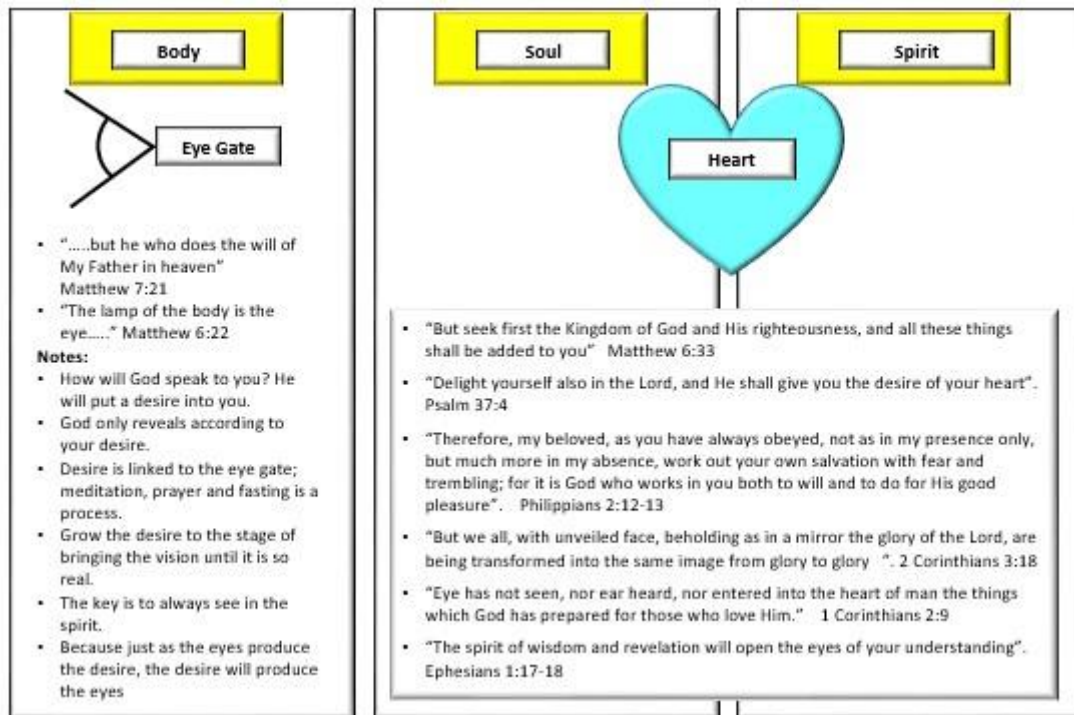 Body
Eye Gate
• “.....but he who does the will of
My Father in heaven”
Matthew 7:21
• “The lamp of the body is the
eye.....” Matthew 6:22
Notes:
• How will God speak to you? He
will put a desire into you.
• God only reveals according to
your desire.
• Desire is linked to the eye gate;
meditation, prayer and fasting is a
process.
• Grow the desire to the stage of
bringing the vision until it is so
real.
• The key is to always see in the
spirit.
• Because just as the eyes produce
the desire, the desire will produce
the eyes
Soul
Spirit
Heart
• “But seek first the Kingdom of God and His righteousness, and all these things
shall be added to you” Matthew 6:33
• “Delight yourself also in the Lord, and He shall give you the desire of your heart”.
Psalm 37:4
• “Therefore, my beloved, as you have always obeyed, not as in my presence only,
but much more in my absence, work out your own salvation with fear and
trembling; for it is God who works in you both to will and to do for His good
pleasure”. Philippians 2:12-13
• “But we all, with unveiled face, beholding as in a mirror the glory of the Lord, are
being transformed into the same image from glory to glory ”. 2 Corinthians 3:18
• “Eye has not seen, nor ear heard, nor entered into the heart of man the things
which God has prepared for those who love Him.” 1 Corinthians 2:9
• “The spirit of wisdom and revelation will open the eyes of your understanding”.
Ephesians 1:17-18